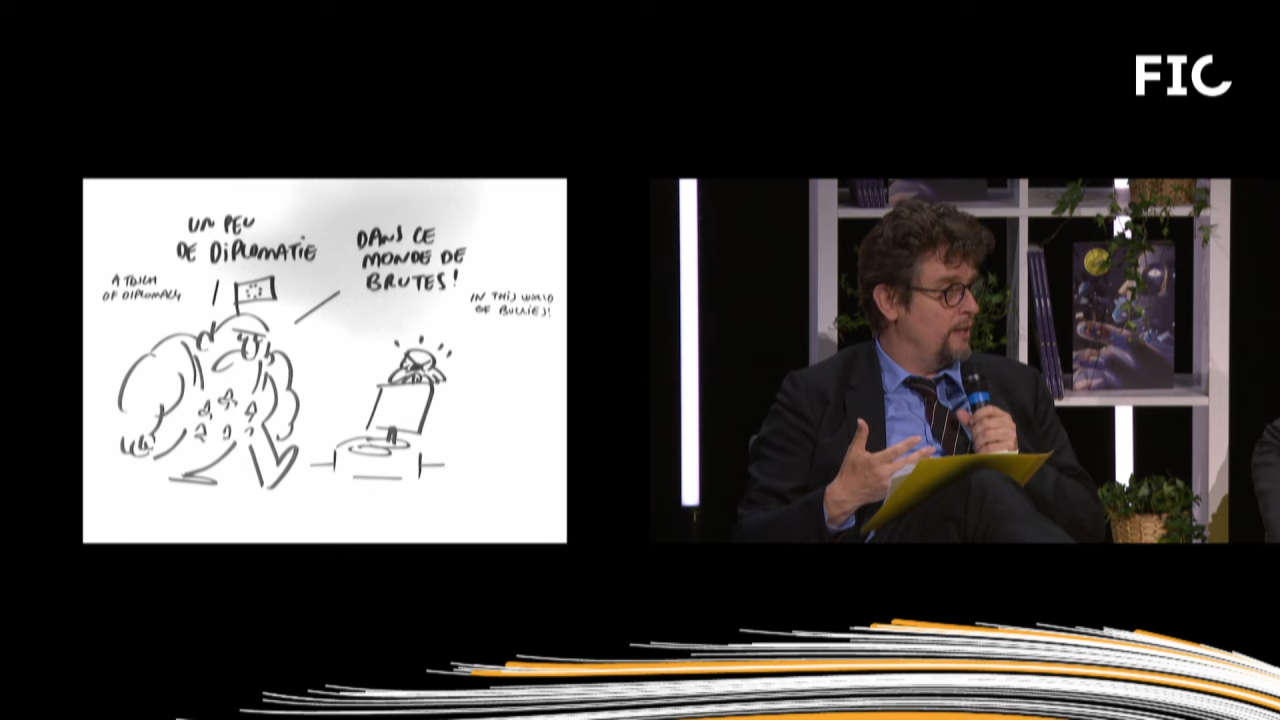 FIC
UN PEU
DE DIPLOMATIE
DANS CE
MONDE DE
BRUTES!
A TOUCH
OF DIPLOMACY
IN THIS WORLD
OF BULLIES!